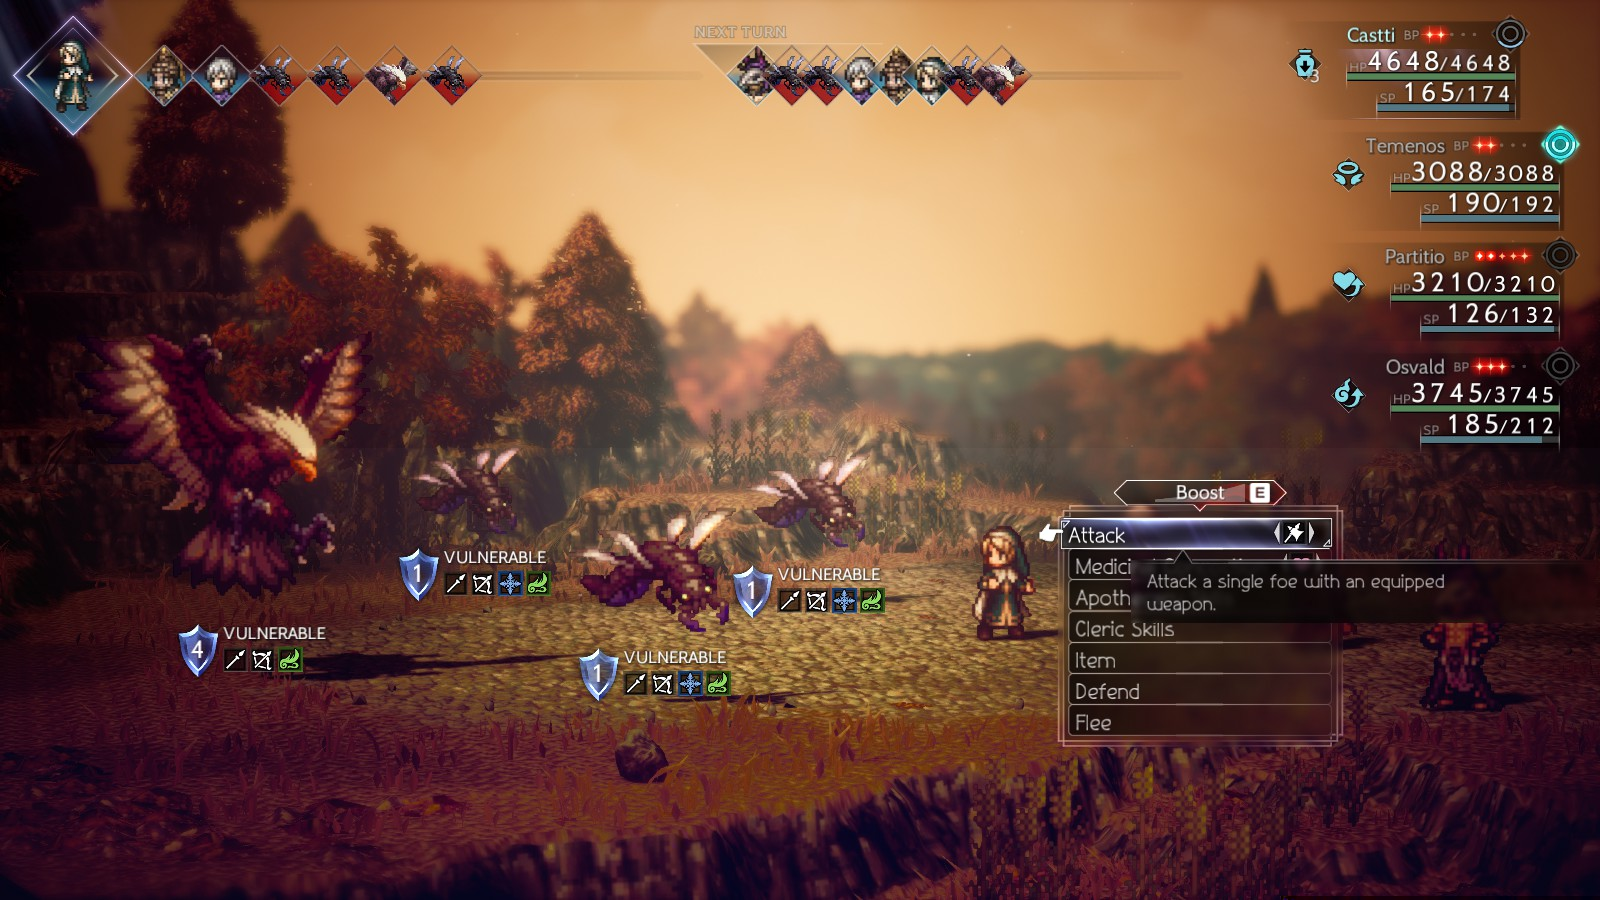 NEXT TURN
Castti BP
3
HP 4648/4648
SP 165/174
Temenos BP
HP 3088/3088
SP 190/192
Partitio BP
HP 3210/3210
SP 126/132
Osvald BP
HP 3745/3745
SP 185/212
Boost E
Attack
Medici
Apoth
Attack a single foe with an equipped
weapon.
Cleric Skills
Item
Defend
Flee
1 VULNERABLE
1 VULNERABLE
4 VULNERABLE
1 VULNERABLE